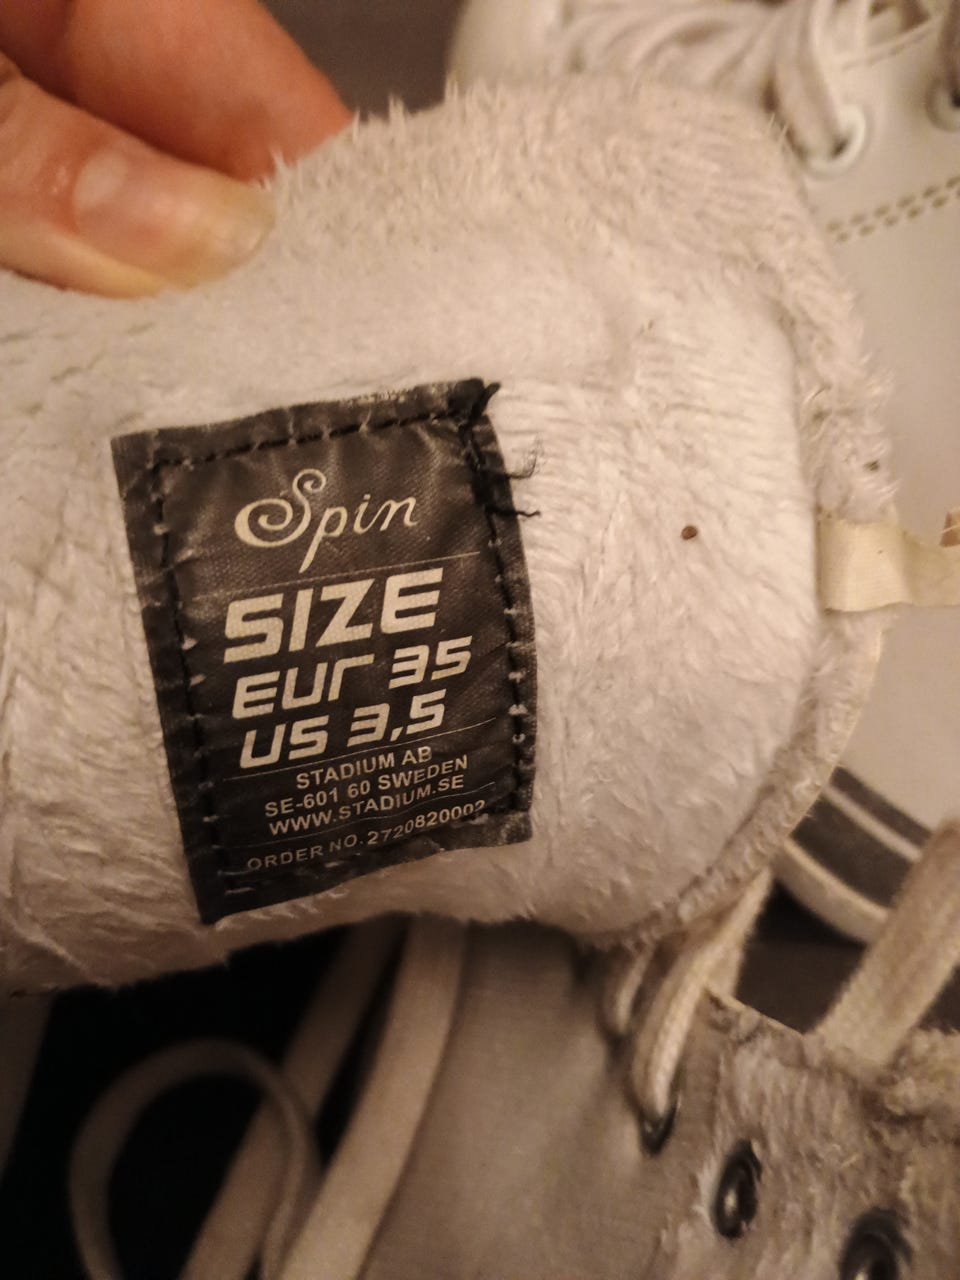 Spin
SIZE
EUR 35
US 3,5
STADIUM AB
SE-601 60 SWEDEN
WWW.STADIUM.SE
ORDER NO. 2720820002